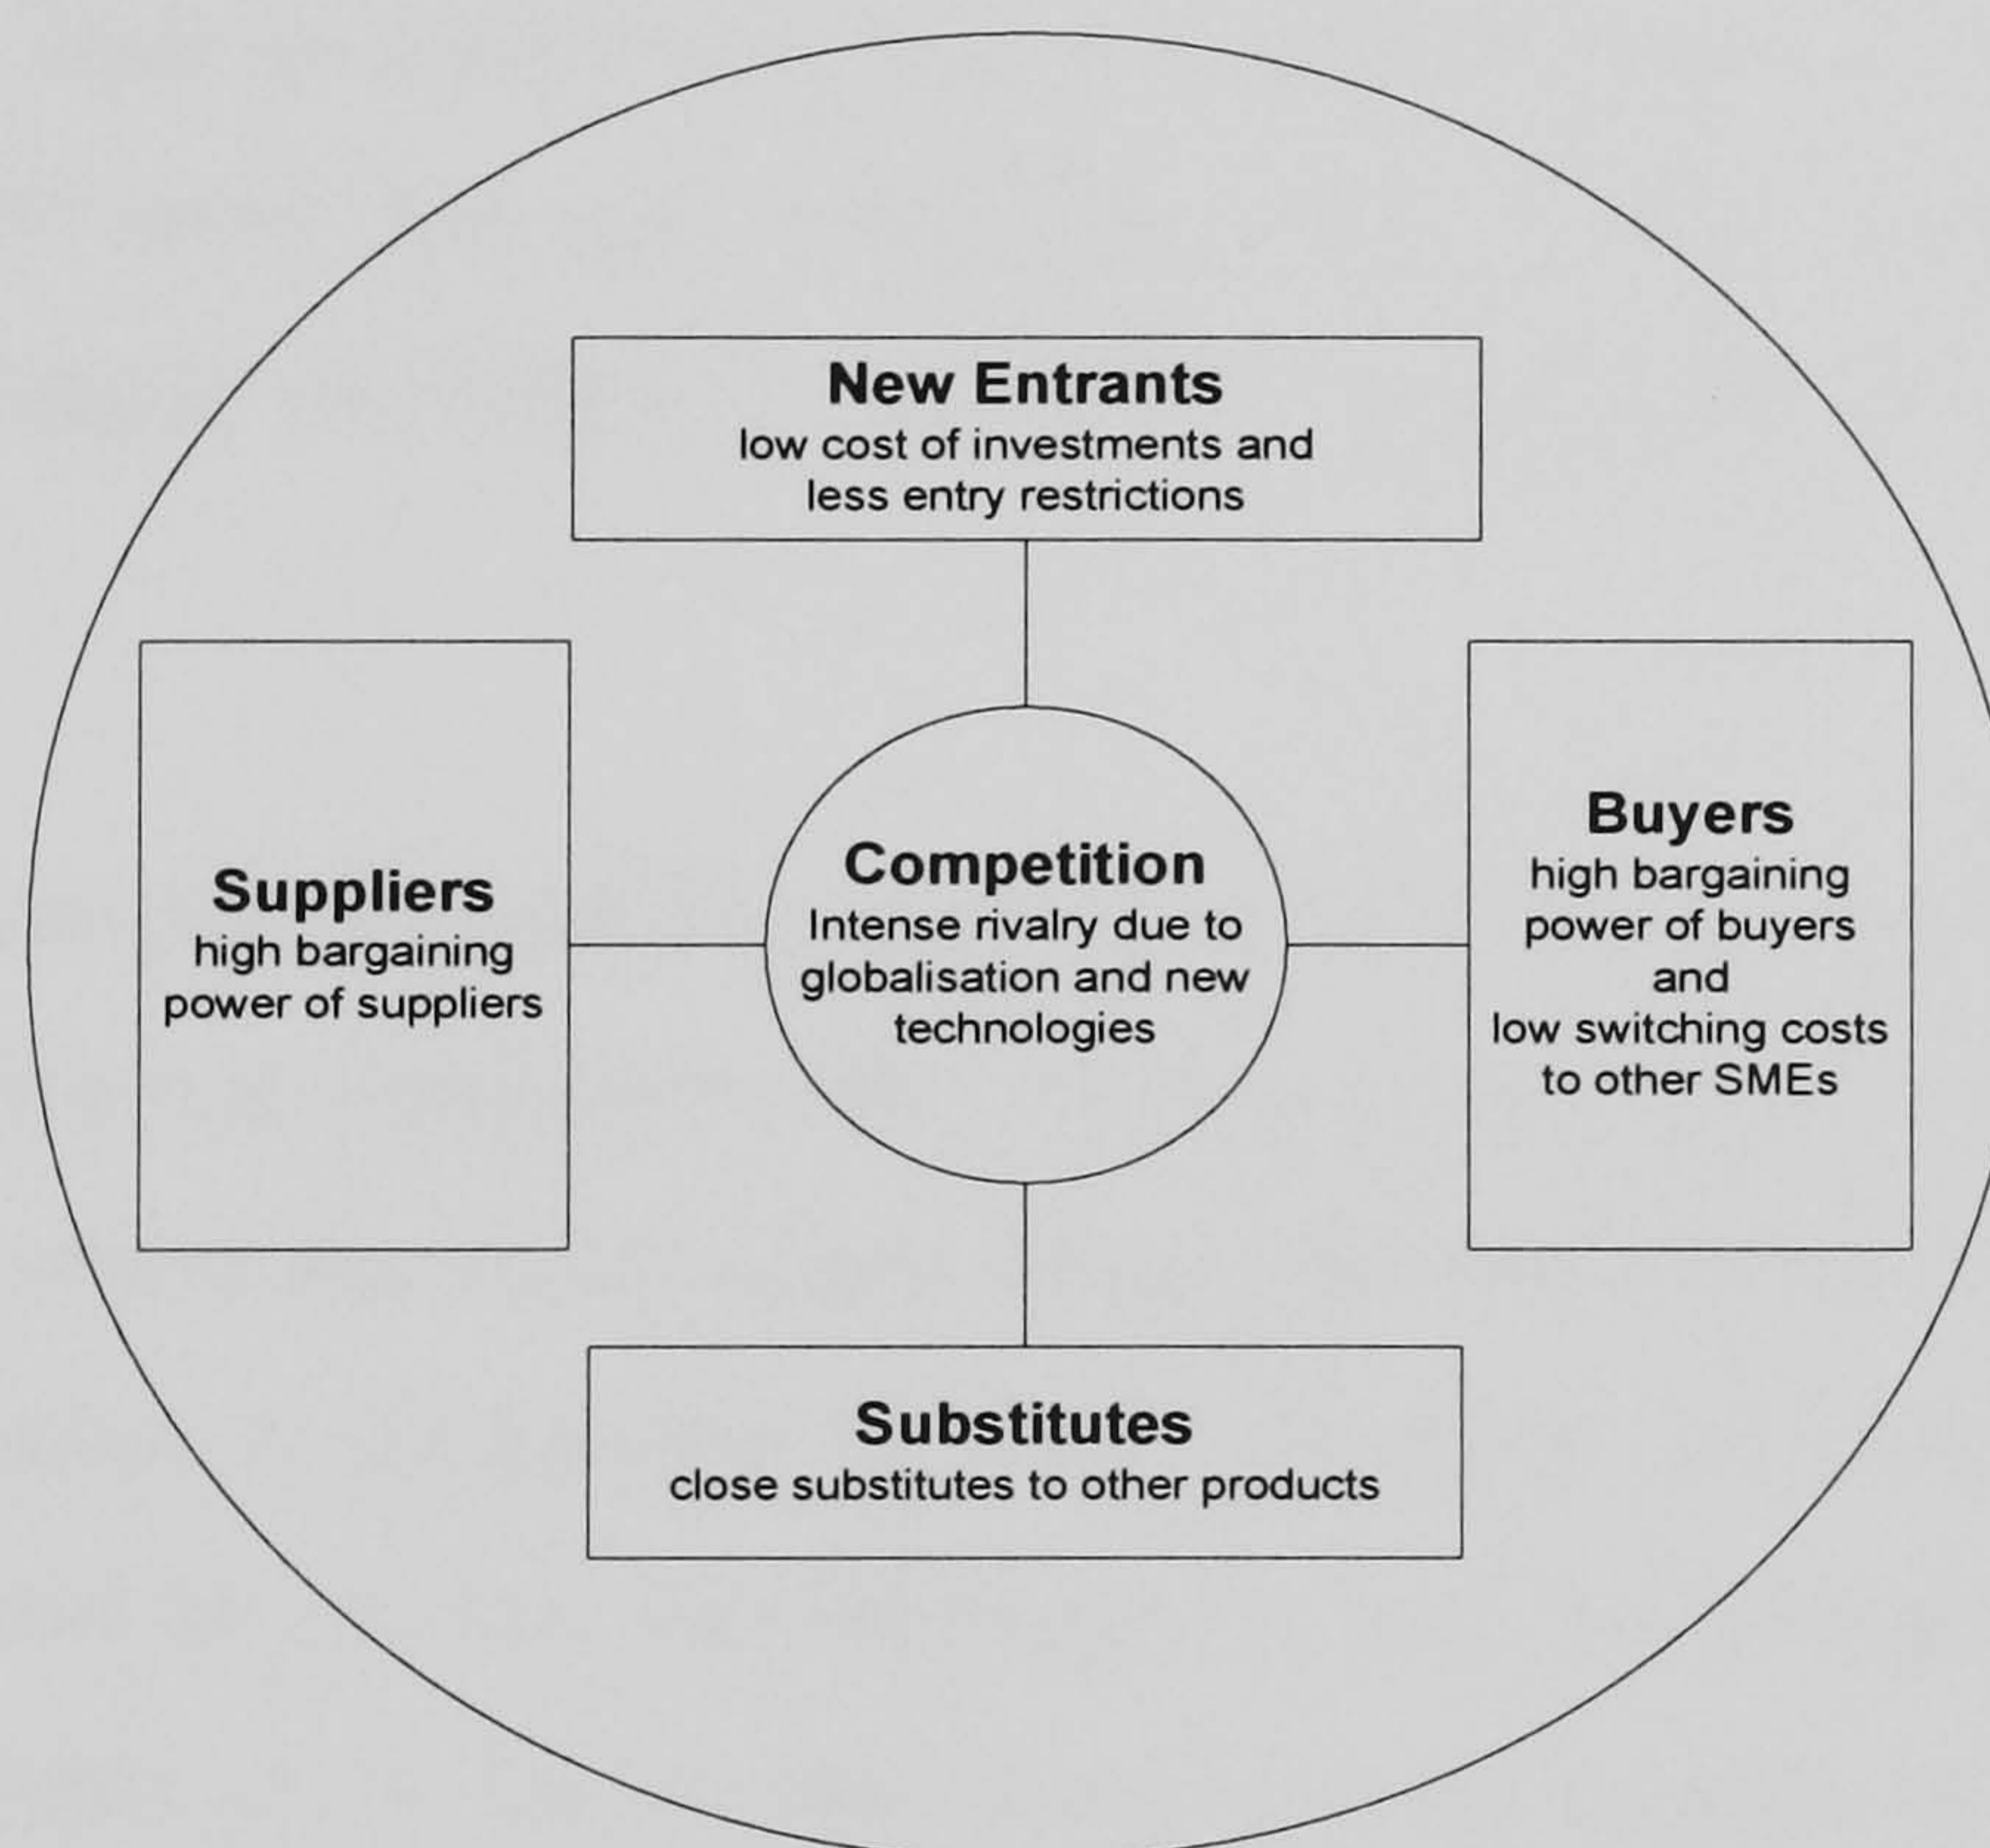 New Entrants
low cost of investments and
less entry restrictions
Suppliers
high bargaining
power of suppliers
Competition
Intense rivalry due to
globalisation and new
technologies
Buyers
high bargaining
power of buyers
and
low switching costs
to other SMEs
Substitutes
close substitutes to other products